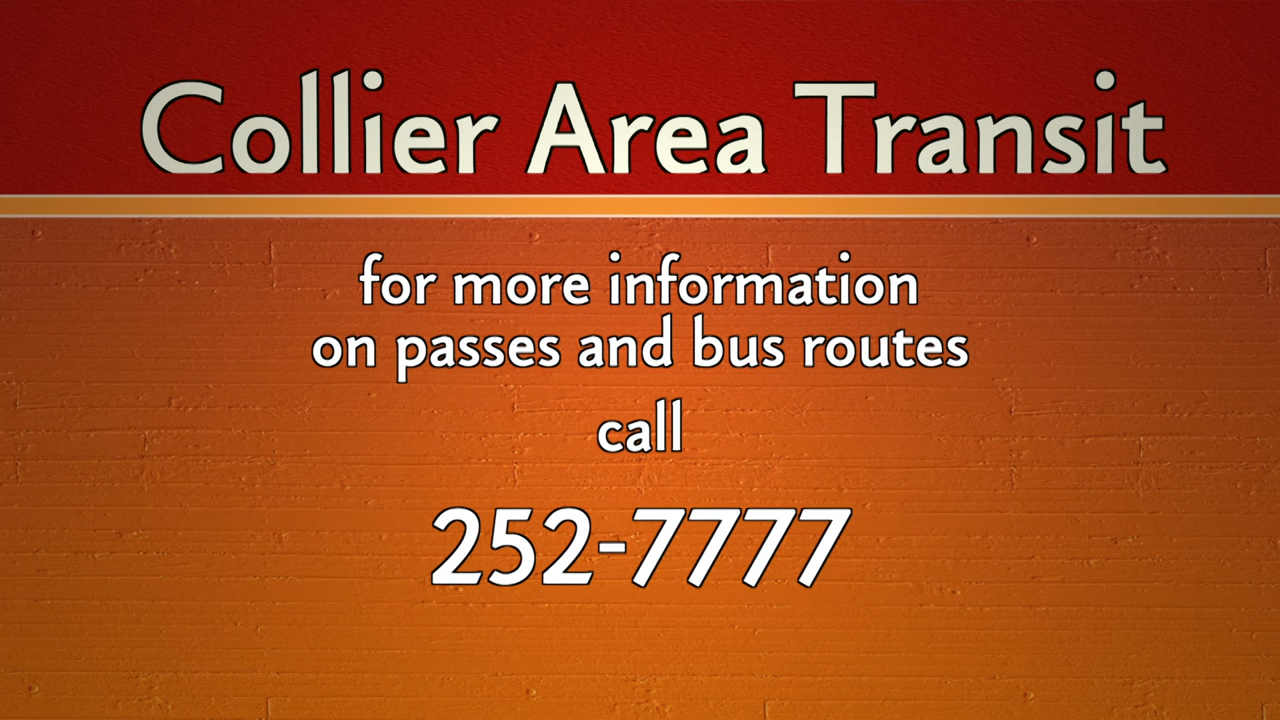 Collier Area Transit
for more information
on passes and bus routes
call
252-7777